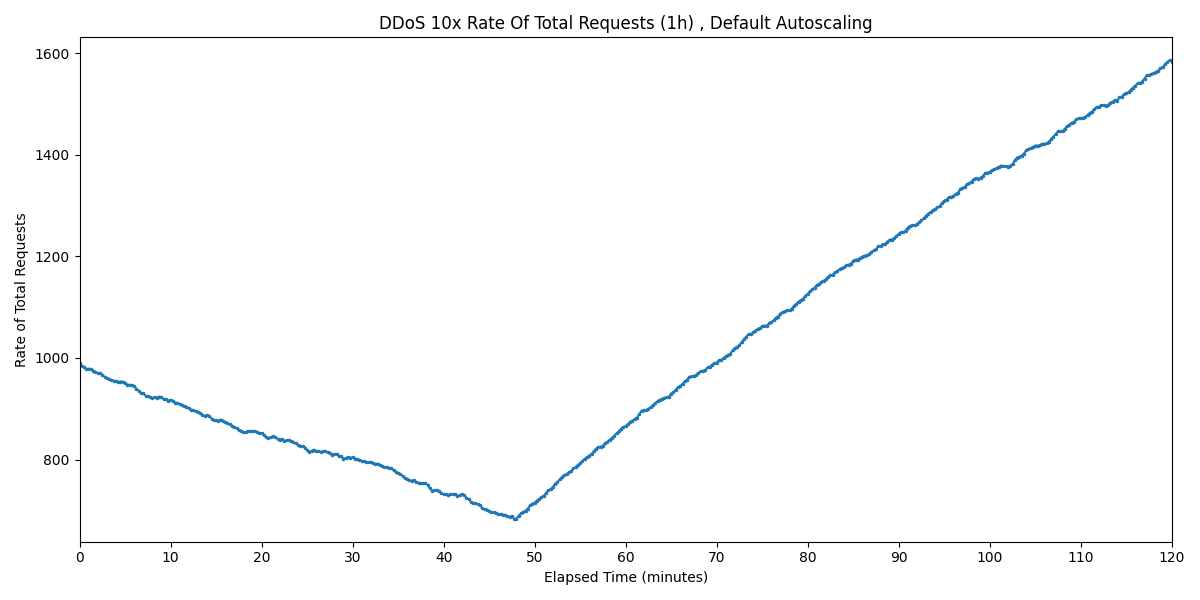 DDoS 10x Rate Of Total Requests (1h) , Default Autoscaling
1600
1400
1200
1000
800
Rate of Total Requests
0 10 20 30 40 50 60 70 80 90 100 110 120
Elapsed Time (minutes)